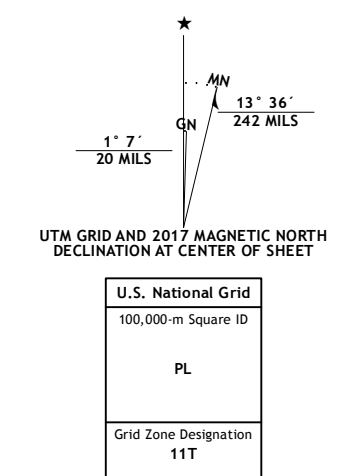 ★
MN
GN
13° 36´
242 MILS
1° 7´
20 MILS
UTM GRID AND 2017 MAGNETIC NORTH
DECLINATION AT CENTER OF SHEET
U.S. National Grid
100,000-m Square ID
PL
Grid Zone Designation
11T